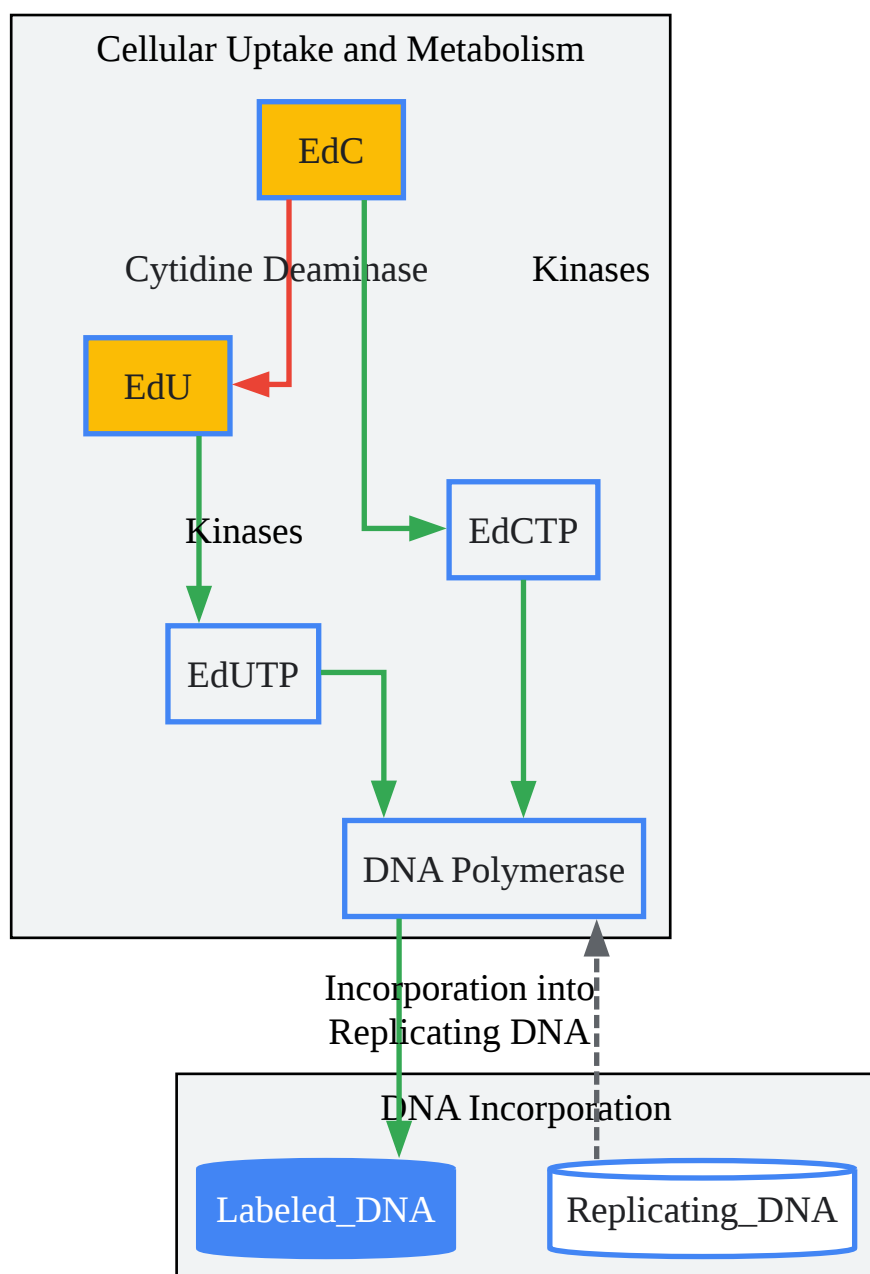 Cellular Uptake and Metabolism
EdC
Cytidine Deaminase
Kinases
EdU
EdCTP
Kinases
EdUTP
DNA Polymerase
Incorporation into
Replicating DNA
DNA Incorporation
Labeled_DNA
Replicating_DNA